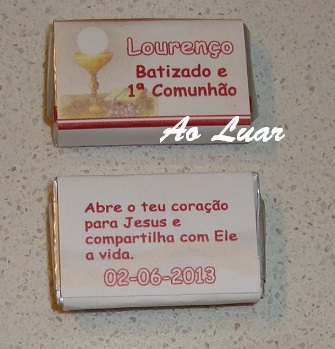 Lourenço
Batizado e
1ª Comunhão
Ao Luar
Abre o teu coração
para Jesus e
compartilha com Ele
a vida.
02-06-2013